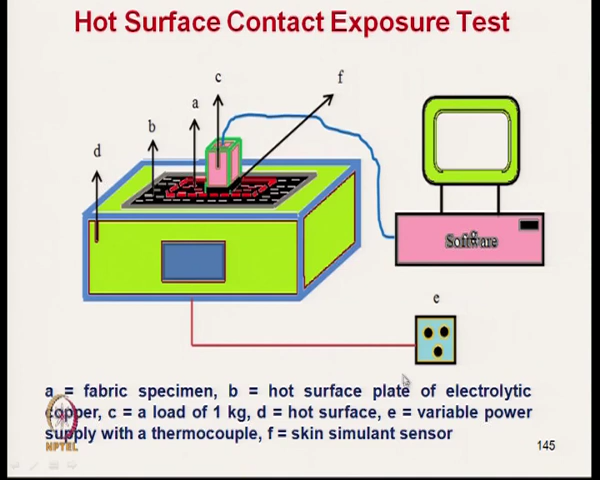 Hot Surface Contact Exposure Test
c
f
a
b
d
Software
e
a = fabric specimen, b = hot surface plate of electrolytic
copper, c = a load of 1 kg, d = hot surface, e = variable power
supply with a thermocouple, f = skin simulant sensor
NPTEL
145